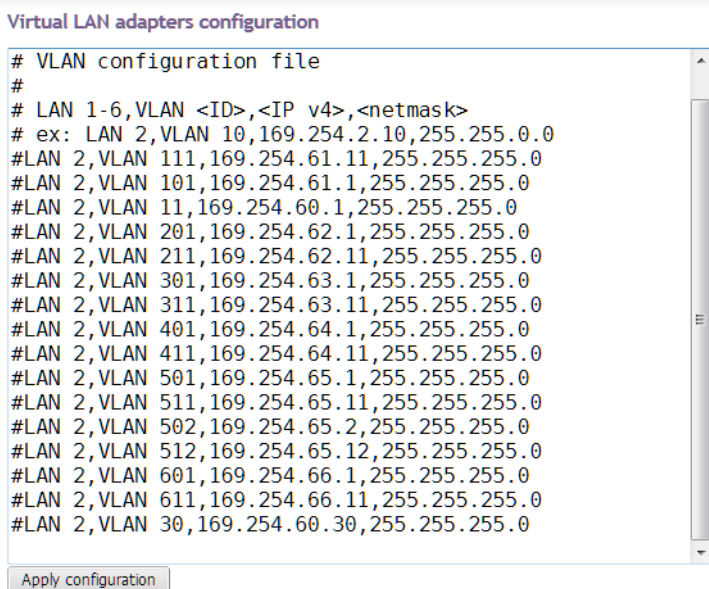 Virtual LAN adapters configuration
# VLAN configuration file
#
# LAN 1-6,VLAN <ID>,<IP v4>,<netmask>
# ex: LAN 2,VLAN 10,169.254.2.10,255.255.0.0
#LAN 2,VLAN 111,169.254.61.11,255.255.255.0
#LAN 2,VLAN 101,169.254.61.1,255.255.255.0
#LAN 2,VLAN 11,169.254.60.1,255.255.255.0
#LAN 2,VLAN 201,169.254.62.1,255.255.255.0
#LAN 2,VLAN 211,169.254.62.11,255.255.255.0
#LAN 2,VLAN 301,169.254.63.1,255.255.255.0
#LAN 2,VLAN 311,169.254.63.11,255.255.255.0
#LAN 2,VLAN 401,169.254.64.1,255.255.255.0
#LAN 2,VLAN 411,169.254.64.11,255.255.255.0
#LAN 2,VLAN 501,169.254.65.1,255.255.255.0
#LAN 2,VLAN 511,169.254.65.11,255.255.255.0
#LAN 2,VLAN 502,169.254.65.2,255.255.255.0
#LAN 2,VLAN 512,169.254.65.12,255.255.255.0
#LAN 2,VLAN 601,169.254.66.1,255.255.255.0
#LAN 2,VLAN 611,169.254.66.11,255.255.255.0
#LAN 2,VLAN 30,169.254.60.30,255.255.255.0
Apply configuration